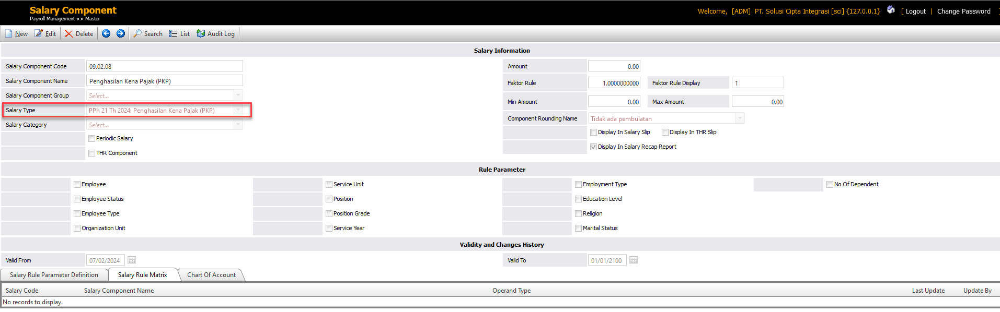 Salary Component
Payroll Management >> Master
Welcome, [ADM] PT. Solusi Cipta Integrasi [sci] {127.0.0.1} [ Logout | Change Password
New Edit Delete Search List Audit Log
Salary Information
Salary Component Code 09.02.08 Amount 0.00
Salary Component Name Penghasilan Kena Pajak (PKP) Faktor Rule 1.0000000000 Faktor Rule Display 1
Salary Component Group Select... Min Amount 0.00 Max Amount 0.00
Salary Type PPh 21 Th 2024: Penghasilan Kena Pajak (PKP) Component Rounding Name Tidak ada pembulatan
Salary Category Select... Display In Salary Slip Display In THR Slip
Periodic Salary Display In Salary Recap Report
THR Component
Rule Parameter
Employee Service Unit Employment Type No Of Dependent
Employee Status Position Education Level
Employee Type Position Grade Religion
Organization Unit Service Year Marital Status
Validity and Changes History
Valid From 07/02/2024 Valid To 01/01/2100
Salary Rule Parameter Definition Salary Rule Matrix Chart Of Account
Salary Code Salary Component Name Operand Type Last Update Update By
No records to display.